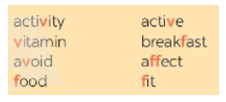 activity active
vitamin breakfast
avoid affect
food fit